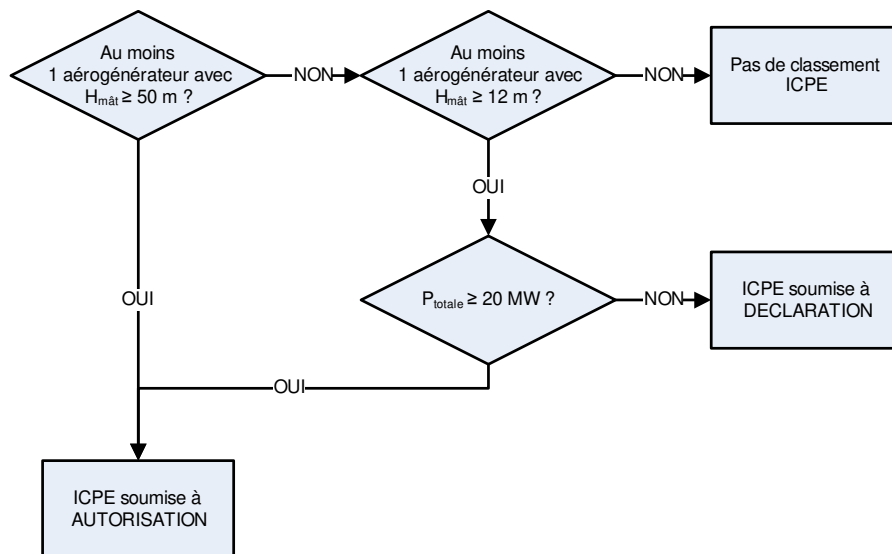 Au moins
1 aérogénérateur avec
Hmât ≥ 50 m ?
NON
Au moins
1 aérogénérateur avec
Hmât ≥ 12 m ?
NON
Pas de classement
ICPE
OUI
OUI
Ptotale ≥ 20 MW ?
NON
ICPE soumise à
DECLARATION
OUI
ICPE soumise à
AUTORISATION